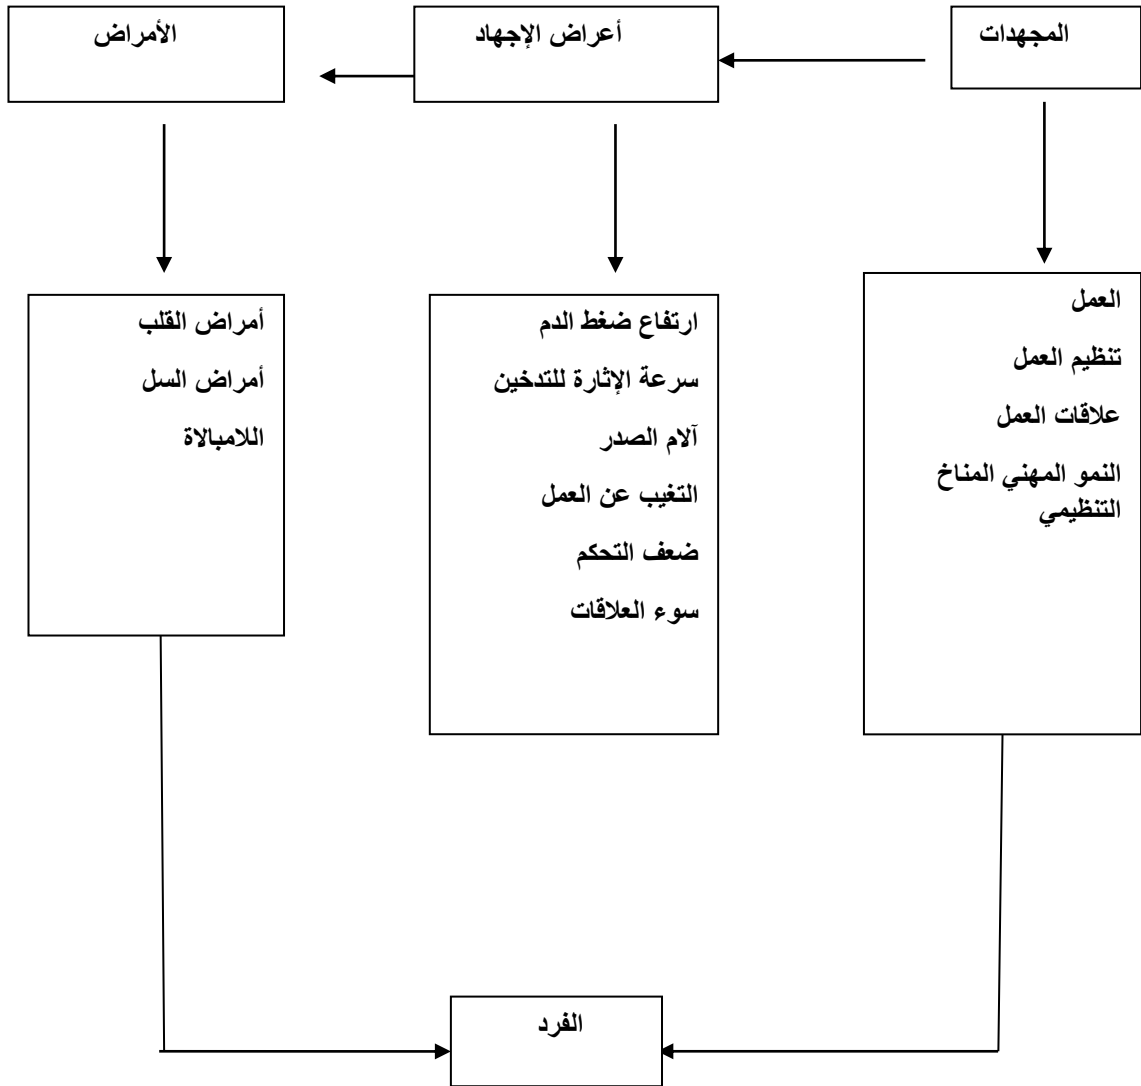 المجهدات
أعراض الإجهاد
الأمراض
العمل
تنظيم العمل
علاقات العمل
النمو المهني المناخ
التنظيمي
ارتفاع ضغط الدم
سرعة الإثارة للتدخين
آلام الصدر
التغيب عن العمل
ضعف التحكم
سوء العلاقات
أمراض القلب
أمراض السل
اللامبالاة
الفرد